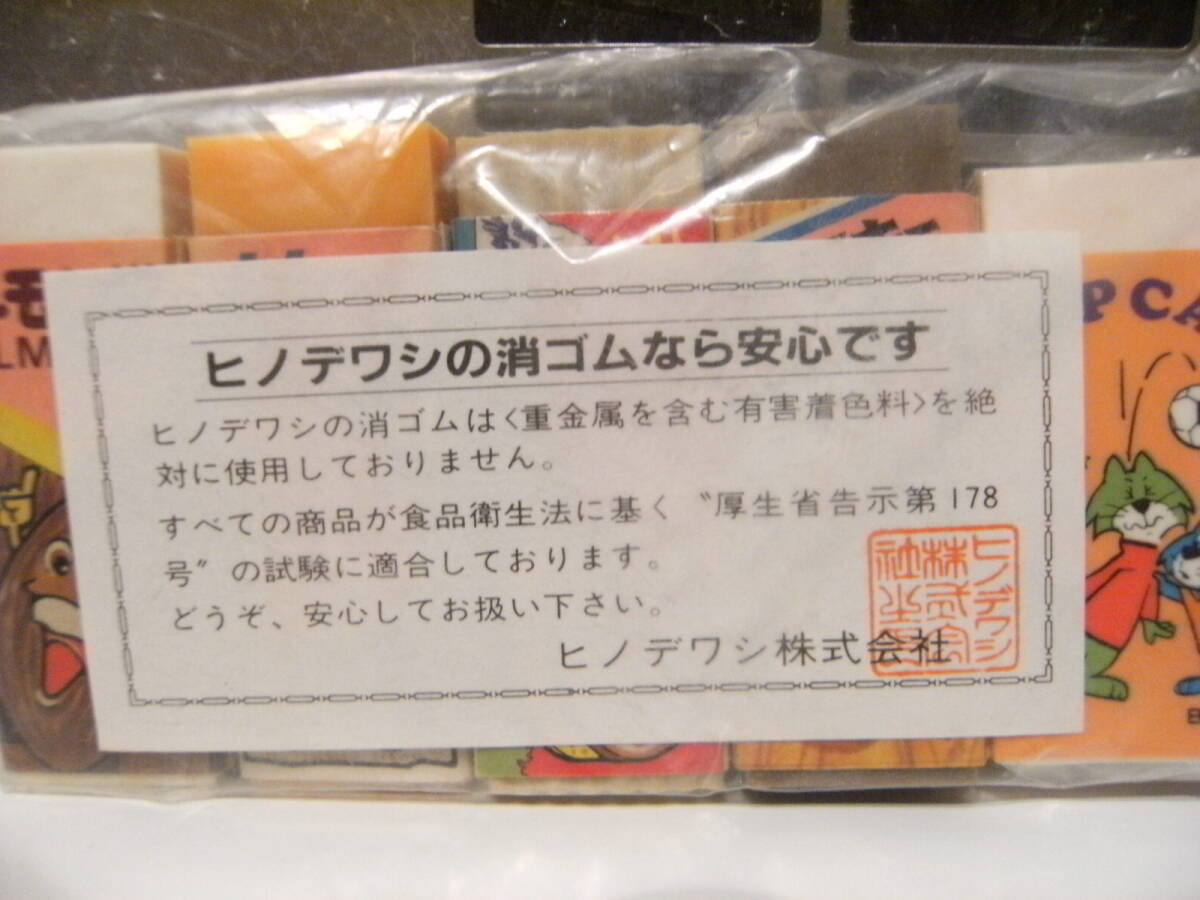 モ
LM
P CA
ヒノデワシの消ゴムなら安心です
ヒノデワシの消ゴムは<重金属を含む有害着色料>を絶
対に使用しておりません。
すべての商品が食品衛生法に基く〝厚生省告示第178
号〞の試験に適合しております。
どうぞ、安心してお扱い下さい。
ヒノデワシ株式会社
ヒノデワシ
株式会
社之印